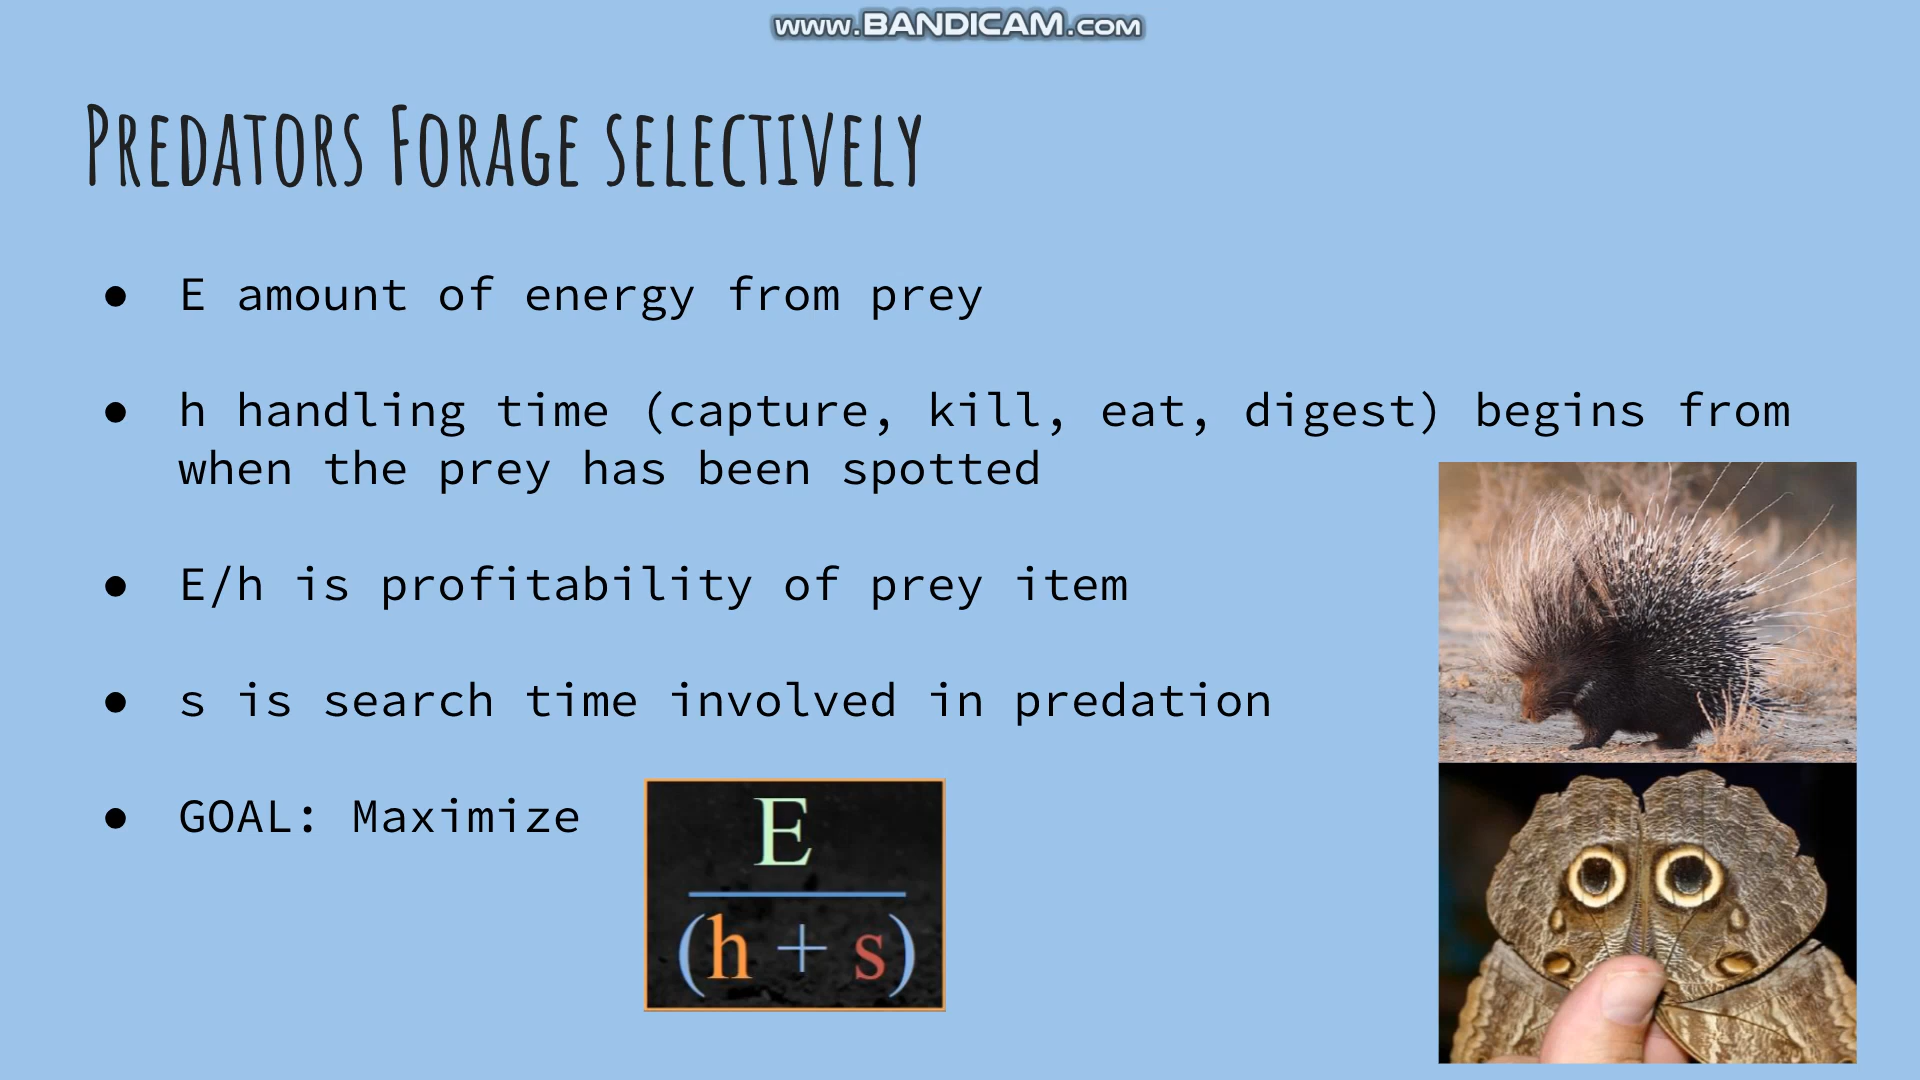 www.BANDICAM.com
Predators Forage selectively
● E amount of energy from prey
● h handling time (capture, kill, eat, digest) begins from
when the prey has been spotted
● E/h is profitability of prey item
● s is search time involved in predation
● GOAL: Maximize
E
(h + s)